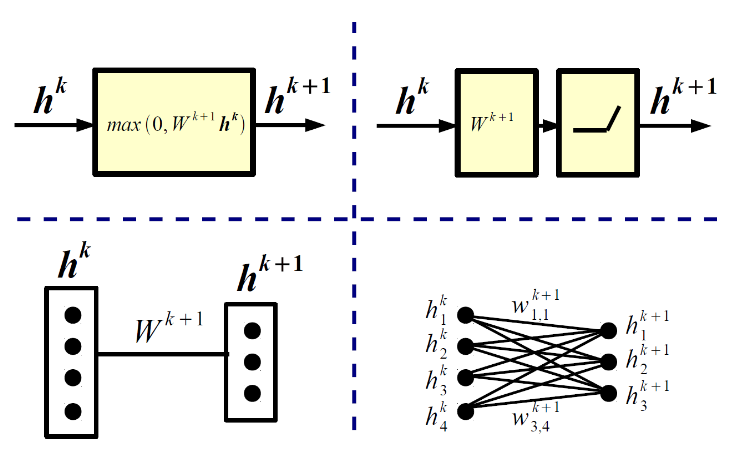 h^k
max(0, W^{k+1} h^k)
h^{k+1}
h^k
W^{k+1}
h^{k+1}
h^k
W^{k+1}
h^{k+1}
h_1^k
h_2^k
h_3^k
h_4^k
w_{1,1}^{k+1}
w_{3,4}^{k+1}
h_1^{k+1}
h_2^{k+1}
h_3^{k+1}